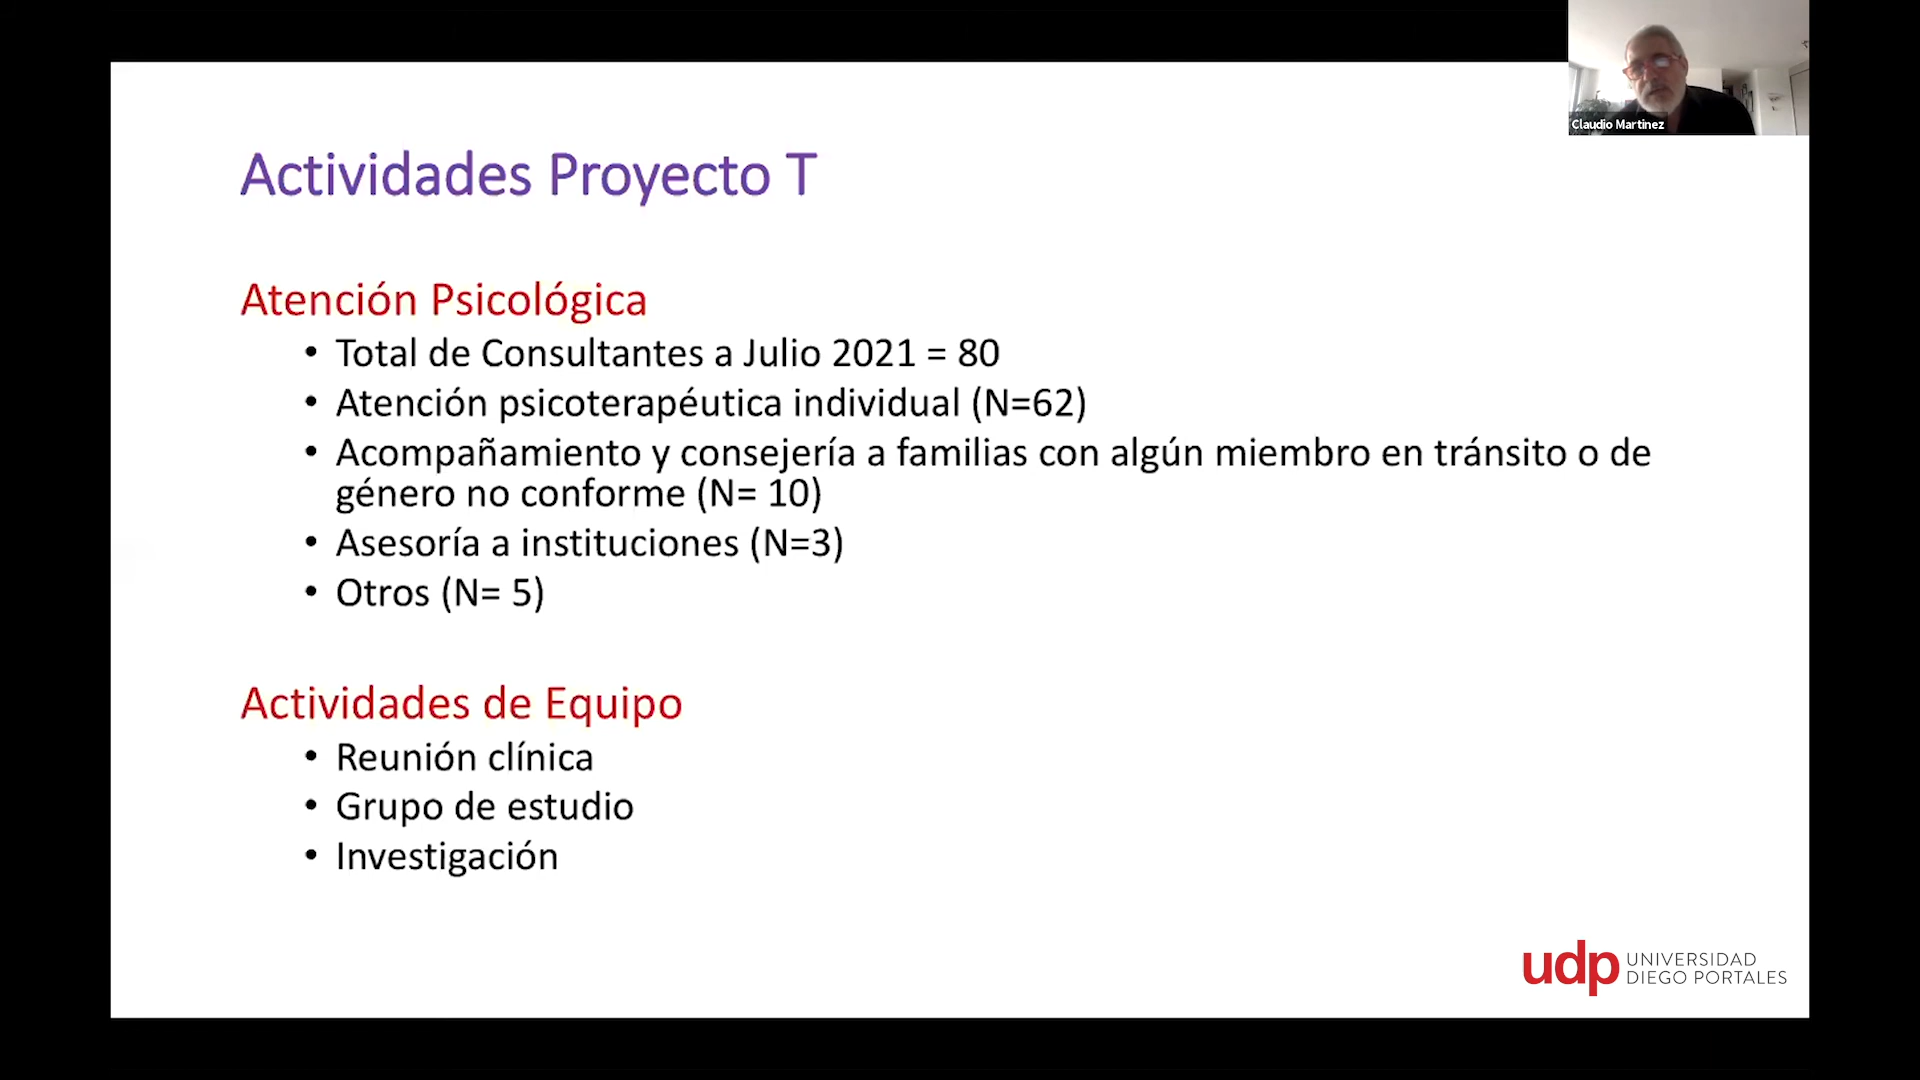 Claudio Martinez
Actividades Proyecto T
Atención Psicológica
• Total de Consultantes a Julio 2021 = 80
• Atención psicoterapéutica individual (N=62)
• Acompañamiento y consejería a familias con algún miembro en tránsito o de
género no conforme (N= 10)
• Asesoría a instituciones (N=3)
• Otros (N= 5)
Actividades de Equipo
• Reunión clínica
• Grupo de estudio
• Investigación
udp UNIVERSIDAD
DIEGO PORTALES